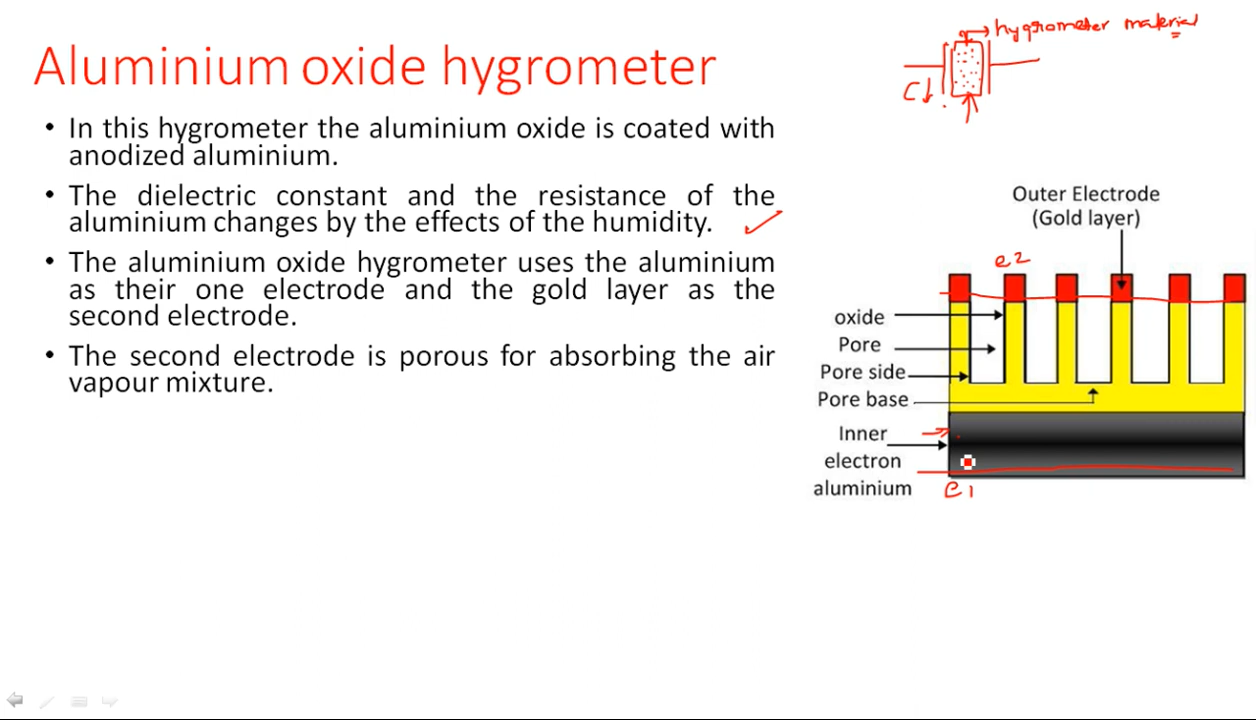 hygrometer material
Aluminium oxide hygrometer
C↓
• In this hygrometer the aluminium oxide is coated with
anodized aluminium.
• The dielectric constant and the resistance of the
aluminium changes by the effects of the humidity.
• The aluminium oxide hygrometer uses the aluminium
as their one electrode and the gold layer as the
second electrode.
• The second electrode is porous for absorbing the air
vapour mixture.
Outer Electrode
(Gold layer)
e2
oxide
Pore
Pore side
Pore base
Inner
electron
aluminium
e1